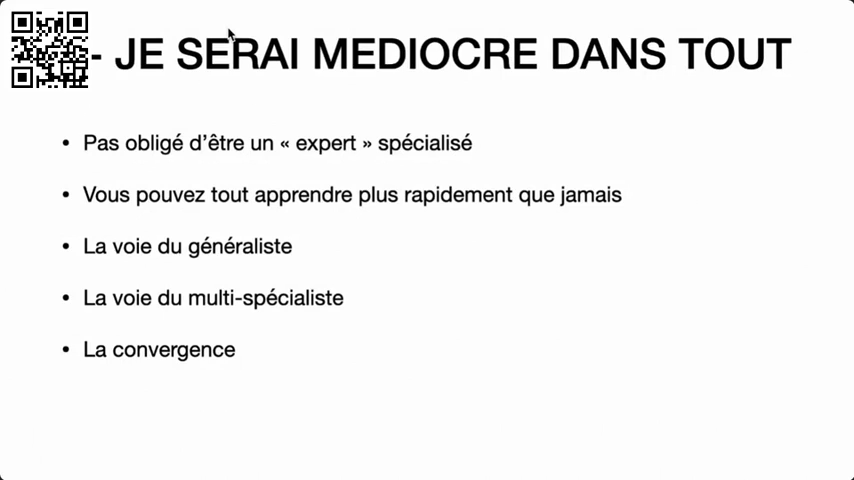 - JE SERAI MEDIOCRE DANS TOUT
• Pas obligé d’être un « expert » spécialisé
• Vous pouvez tout apprendre plus rapidement que jamais
• La voie du généraliste
• La voie du multi-spécialiste
• La convergence